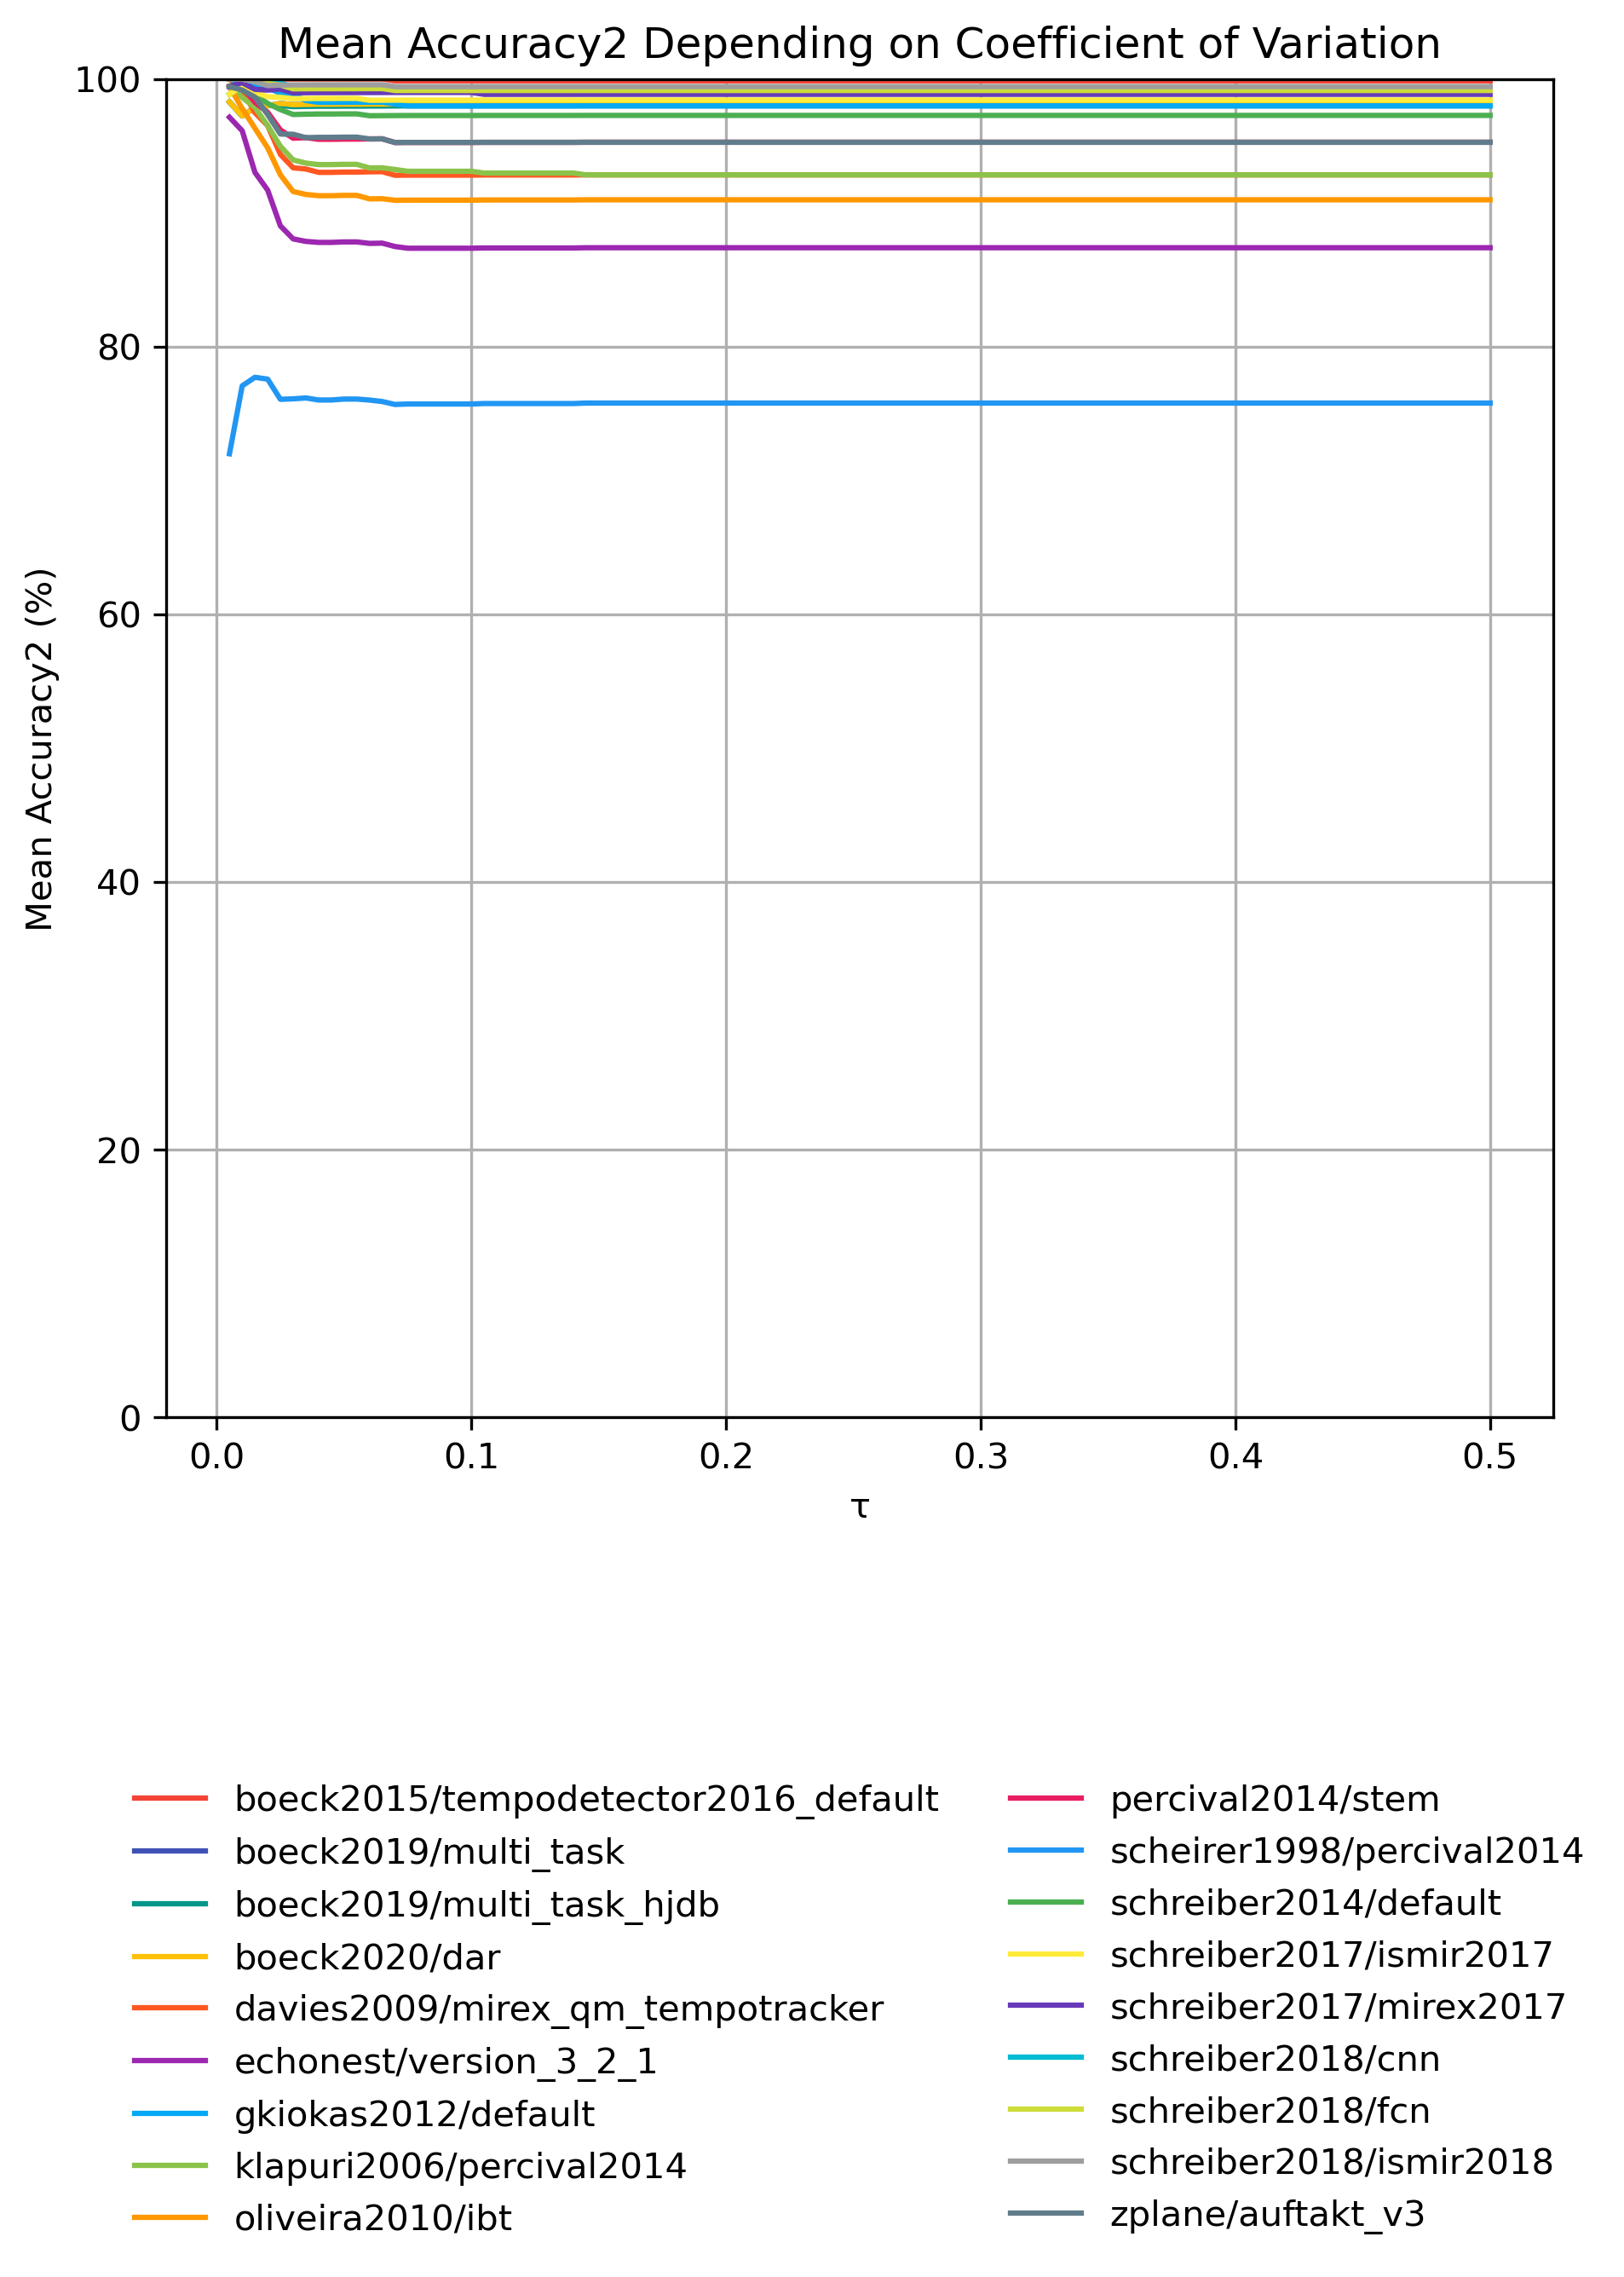 Mean Accuracy2 Depending on Coefficient of Variation
100
80
60
40
20
0
Mean Accuracy2 (%)
0.0 0.1 0.2 0.3 0.4 0.5
τ
boeck2015/tempodetector2016_default
boeck2019/multi_task
boeck2019/multi_task_hjdb
boeck2020/dar
davies2009/mirex_qm_tempotracker
echonest/version_3_2_1
gkiokas2012/default
klapuri2006/percival2014
oliveira2010/ibt
percival2014/stem
scheirer1998/percival2014
schreiber2014/default
schreiber2017/ismir2017
schreiber2017/mirex2017
schreiber2018/cnn
schreiber2018/fcn
schreiber2018/ismir2018
zplane/auftakt_v3